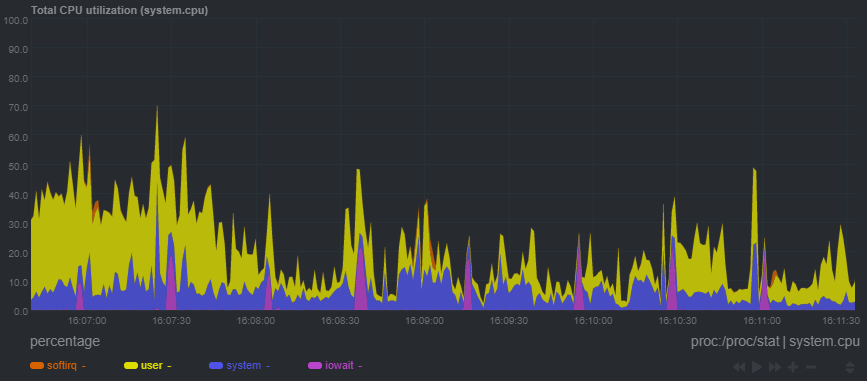 Total CPU utilization (system.cpu)
100.0
90.0
80.0
70.0
60.0
50.0
40.0
30.0
20.0
10.0
0.0
16:07:00 16:07:30 16:08:00 16:08:30 16:09:00 16:09:30 16:10:00 16:10:30 16:11:00 16:11:30
percentage proc:/proc/stat | system.cpu
softirq - user - system - iowait -